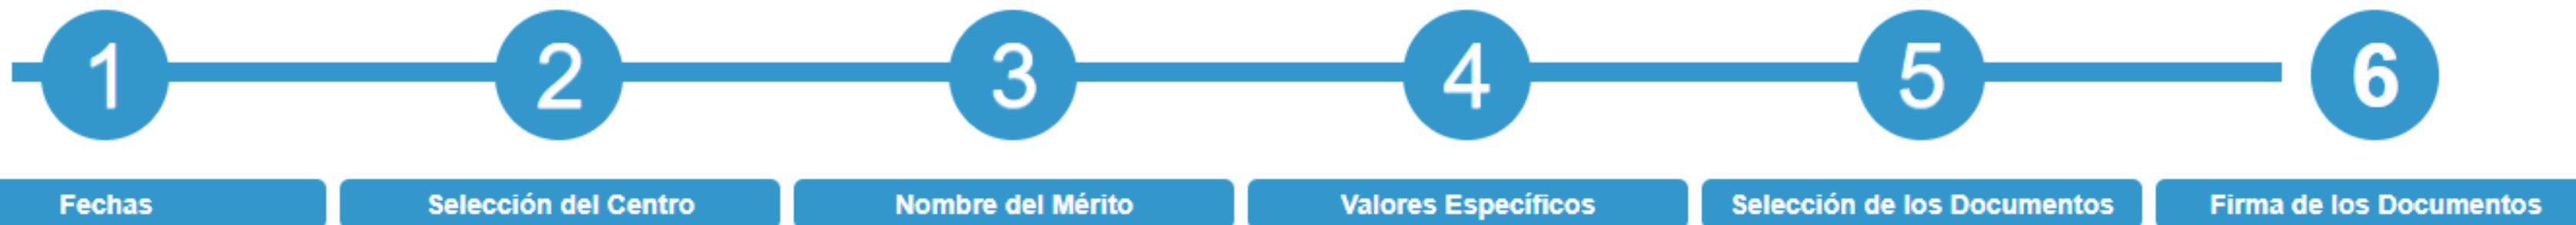 1 2 3 4 5 6
Fechas Selección del Centro Nombre del Mérito Valores Específicos Selección de los Documentos Firma de los Documentos